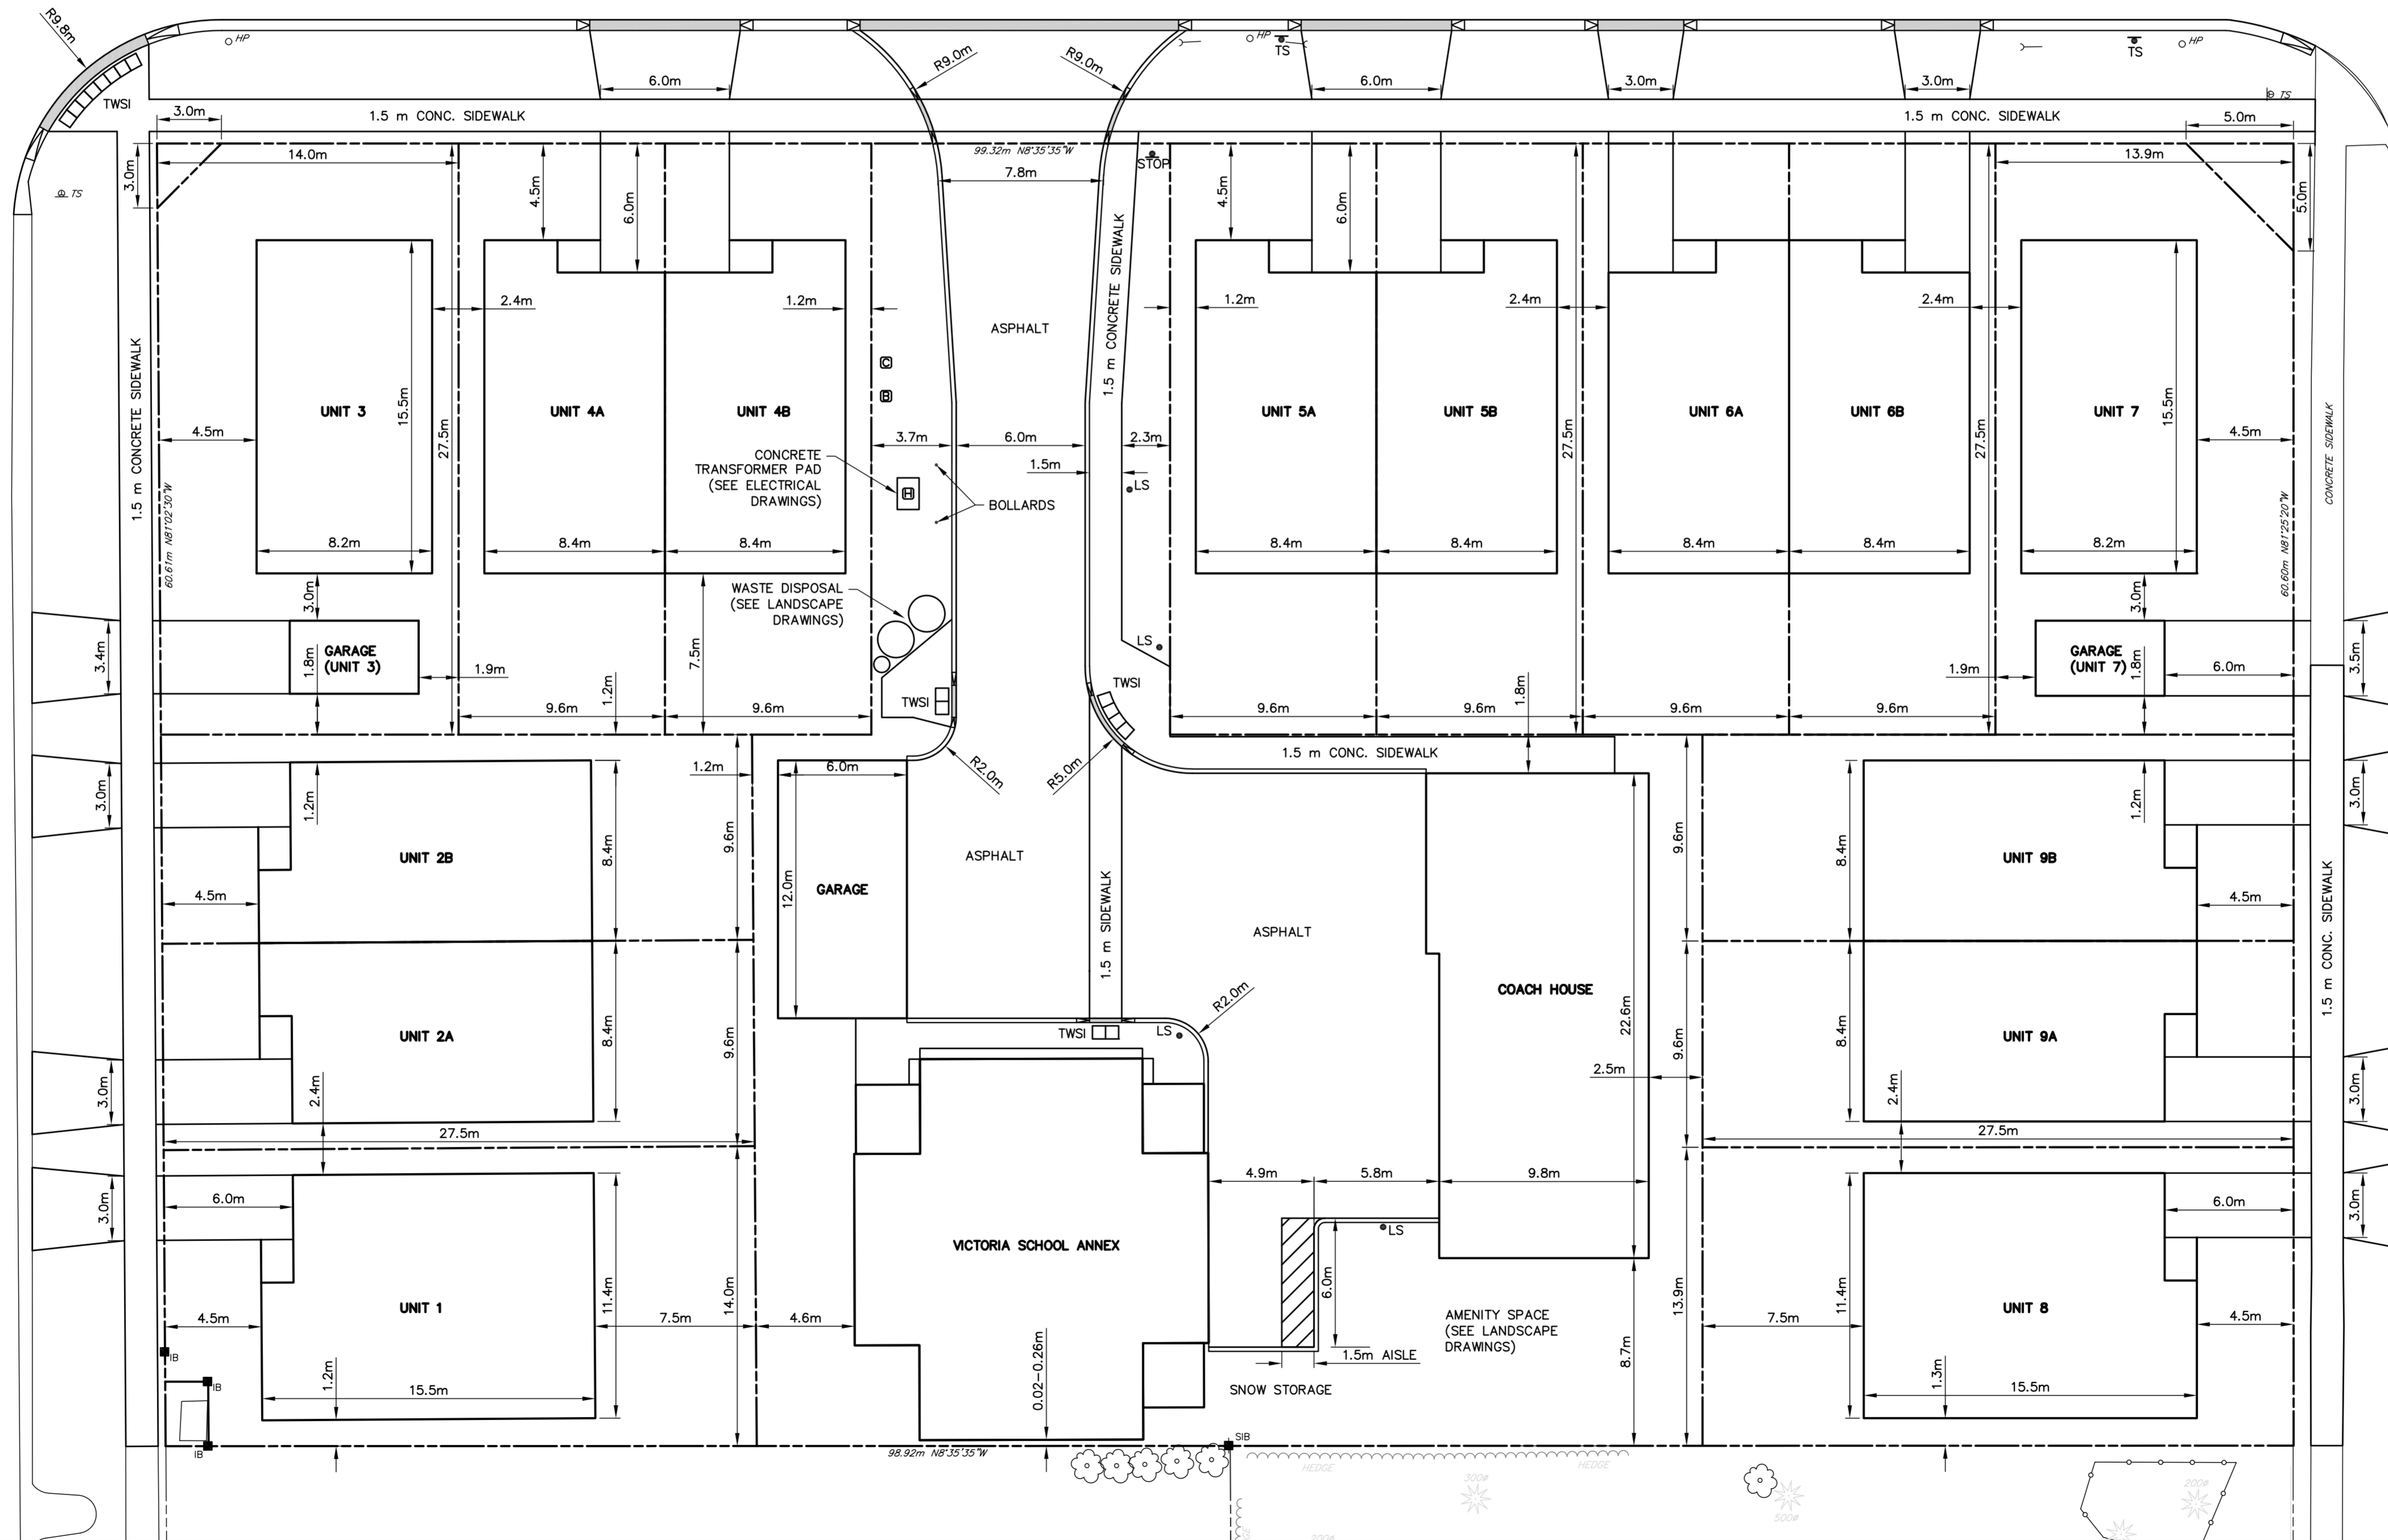 R9.8m
HP
R9.0m
R9.0m
HP
TS
TS
HP
TWSI
6.0m
6.0m
3.0m
3.0m
TS
3.0m
1.5 m CONC. SIDEWALK
1.5 m CONC. SIDEWALK
5.0m
14.0m
99.32m N8°35'35"W
STOP
13.9m
3.0m
TS
4.5m
6.0m
7.8m
4.5m
6.0m
5.0m
1.5 m CONCRETE SIDEWALK
2.4m
1.2m
1.2m
2.4m
2.4m
ASPHALT
C
B
1.5 m CONCRETE SIDEWALK
UNIT 3
15.5m
27.5m
UNIT 4A
UNIT 4B
UNIT 5A
UNIT 5B
27.5m
UNIT 6A
UNIT 6B
27.5m
UNIT 7
15.5m
CONCRETE SIDEWALK
4.5m
3.7m
6.0m
2.3m
4.5m
CONCRETE
TRANSFORMER PAD
(SEE ELECTRICAL
DRAWINGS)
H
1.5m
LS
BOLLARDS
60.61m N81°02'30"W
60.60m N81°25'20"W
8.2m
8.4m
8.4m
8.4m
8.4m
8.4m
8.4m
8.2m
3.0m
WASTE DISPOSAL
(SEE LANDSCAPE
DRAWINGS)
3.0m
3.4m
GARAGE
(UNIT 3)
1.8m
1.9m
7.5m
LS
GARAGE
(UNIT 7)
1.8m
1.9m
6.0m
3.5m
TWSI
TWSI
9.6m
1.2m
9.6m
9.6m
9.6m
1.8m
9.6m
9.6m
1.5 m CONC. SIDEWALK
3.0m
1.2m
1.2m
6.0m
R2.0m
R5.0m
1.2m
3.0m
UNIT 2B
8.4m
9.6m
ASPHALT
9.6m
8.4m
UNIT 9B
4.5m
12.0m
GARAGE
1.5 m SIDEWALK
ASPHALT
4.5m
1.5 m CONC. SIDEWALK
COACH HOUSE
22.6m
R2.0m
UNIT 2A
8.4m
9.6m
TWSI
LS
9.6m
8.4m
UNIT 9A
3.0m
2.4m
2.5m
2.4m
3.0m
27.5m
27.5m
3.0m
6.0m
4.9m
5.8m
9.8m
6.0m
3.0m
VICTORIA SCHOOL ANNEX
LS
6.0m
UNIT 1
11.4m
14.0m
4.5m
7.5m
4.6m
AMENITY SPACE
(SEE LANDSCAPE
DRAWINGS)
13.9m
7.5m
11.4m
UNIT 8
4.5m
IB
1.5m AISLE
8.7m
IB
1.2m
15.5m
0.02-0.26m
SNOW STORAGE
1.3m
15.5m
IB
98.92m N8°35'35"W
SIB
HEDGE
HEDGE
300ø
200ø
500ø
200ø